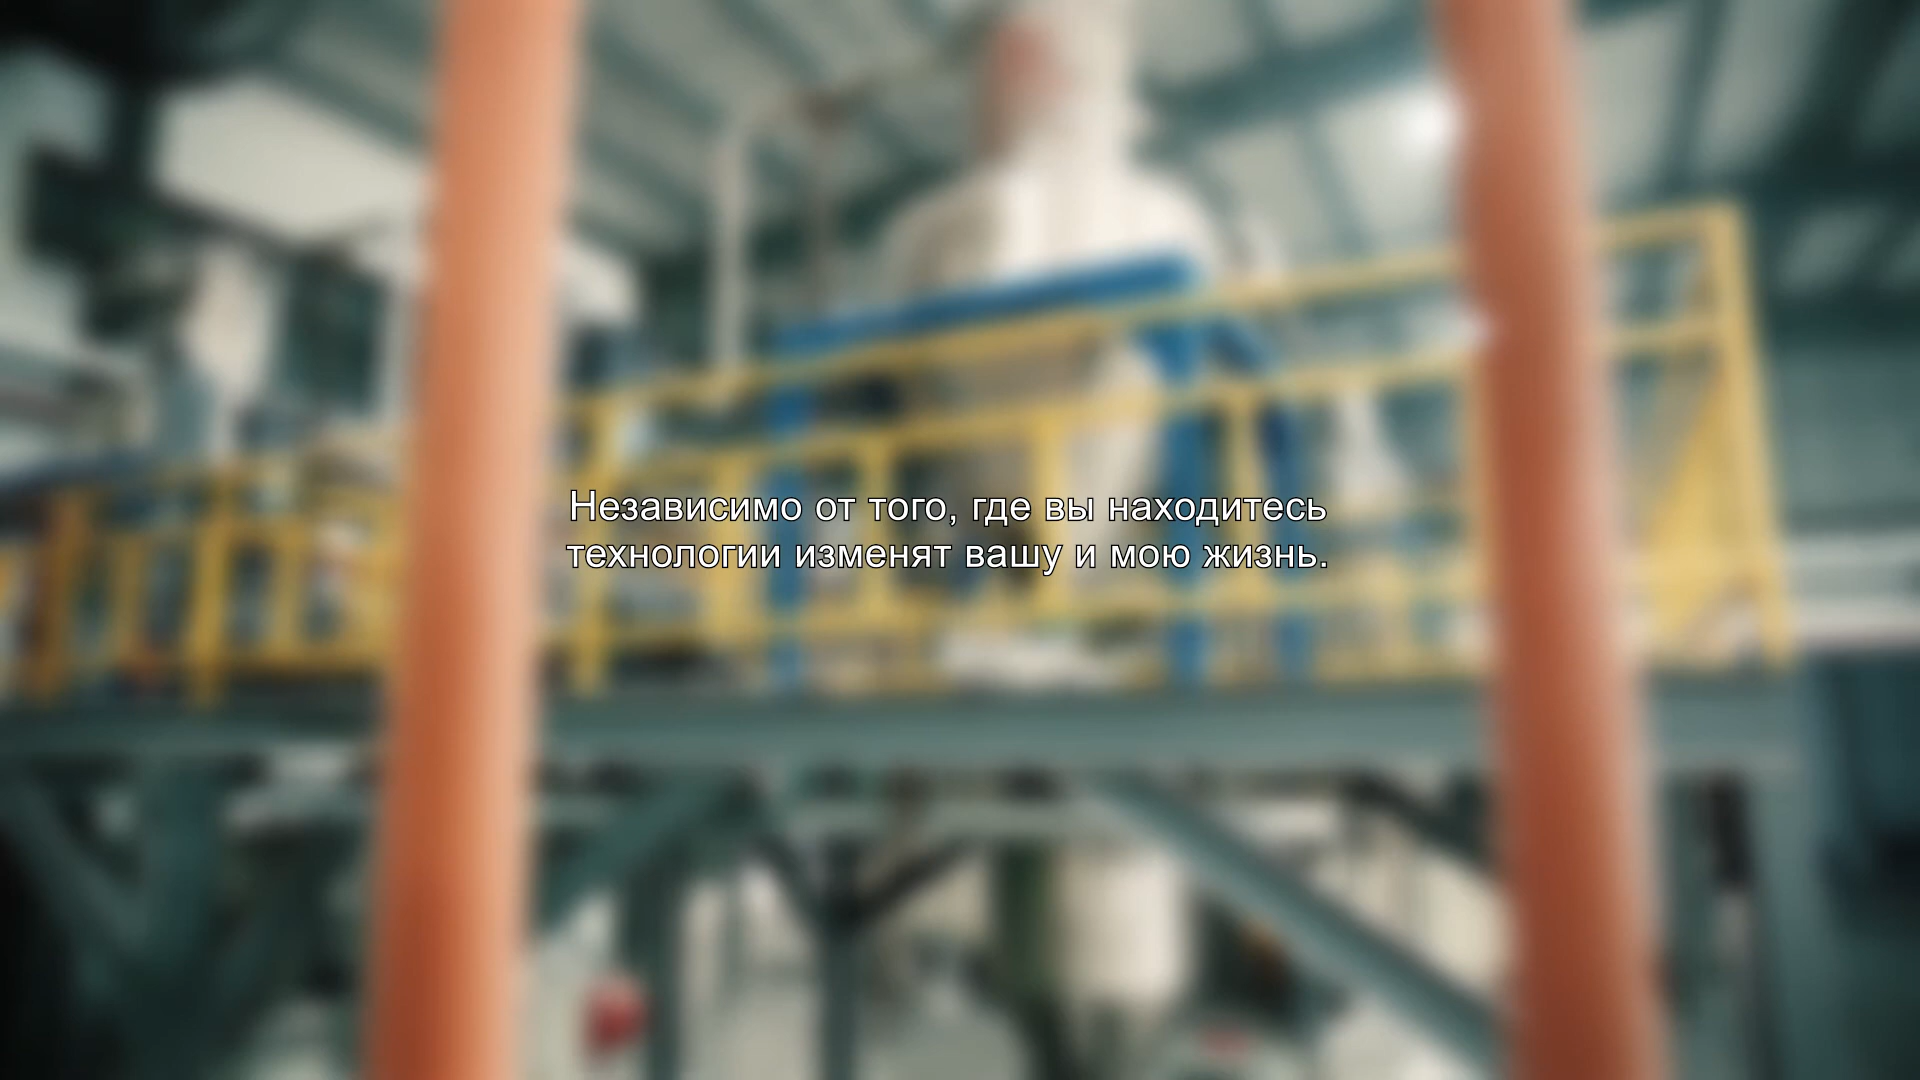 Независимо от того, где вы находитесь
технологии изменят вашу и мою жизнь.